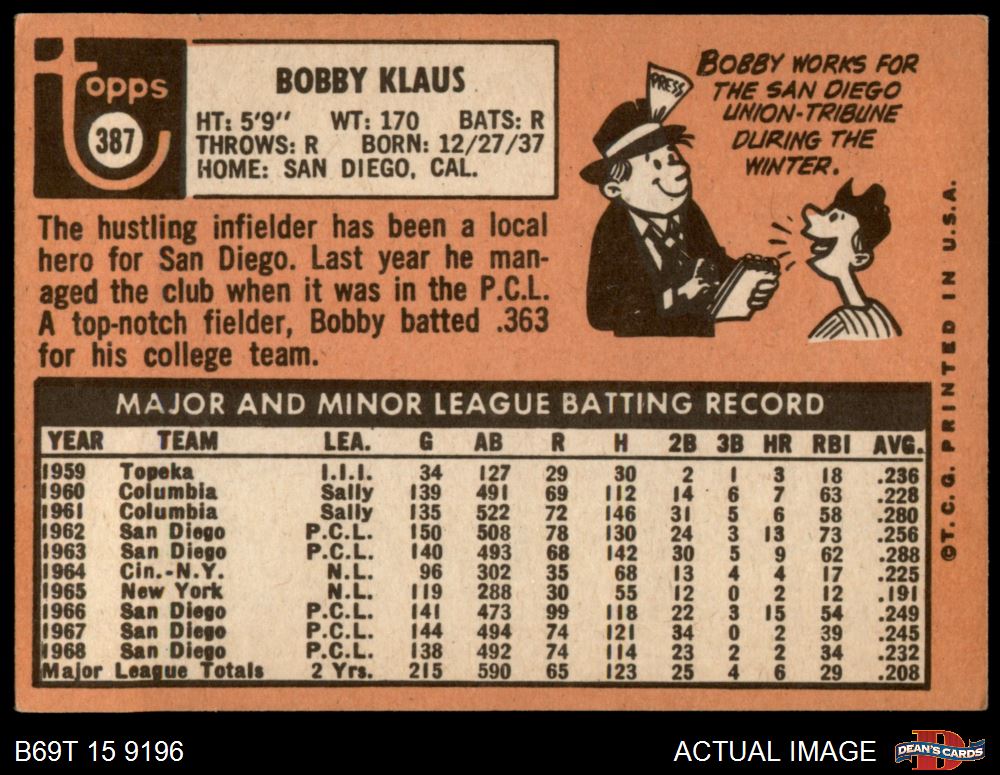 Topps
387
BOBBY KLAUS
HT: 5'9" WT: 170 BATS: R
THROWS: R BORN: 12/27/37
HOME: SAN DIEGO, CAL.
PRESS
BOBBY WORKS FOR
THE SAN DIEGO
UNION-TRIBUNE
DURING THE
WINTER.
The hustling infielder has been a local
hero for San Diego. Last year he man-
aged the club when it was in the P.C.L.
A top-notch fielder, Bobby batted .363
for his college team.
MAJOR AND MINOR LEAGUE BATTING RECORD
YEAR TEAM LEA. G AB R H 2B 3B HR RBI AVG.
1959 Topeka I.I.I. 34 127 29 30 2 1 3 18 .236
1960 Columbia Sally 139 491 69 112 14 6 7 63 .228
1961 Columbia Sally 135 522 72 146 31 5 6 58 .280
1962 San Diego P.C.L. 150 508 78 130 24 3 13 73 .256
1963 San Diego P.C.L. 140 493 68 142 30 5 9 62 .288
1964 Cin.-N.Y. N.L. 96 302 35 68 13 4 4 17 .225
1965 New York N.L. 119 288 30 55 12 0 2 12 .191
1966 San Diego P.C.L. 141 473 99 118 22 3 15 54 .249
1967 San Diego P.C.L. 144 494 74 121 34 0 2 39 .245
1968 San Diego P.C.L. 138 492 74 114 23 2 2 34 .232
Major League Totals 2 Yrs. 215 590 65 123 25 4 6 29 .208
©T.C.G. PRINTED IN U.S.A.
B69T 15 9196
ACTUAL IMAGE
D
DEAN'S CARDS